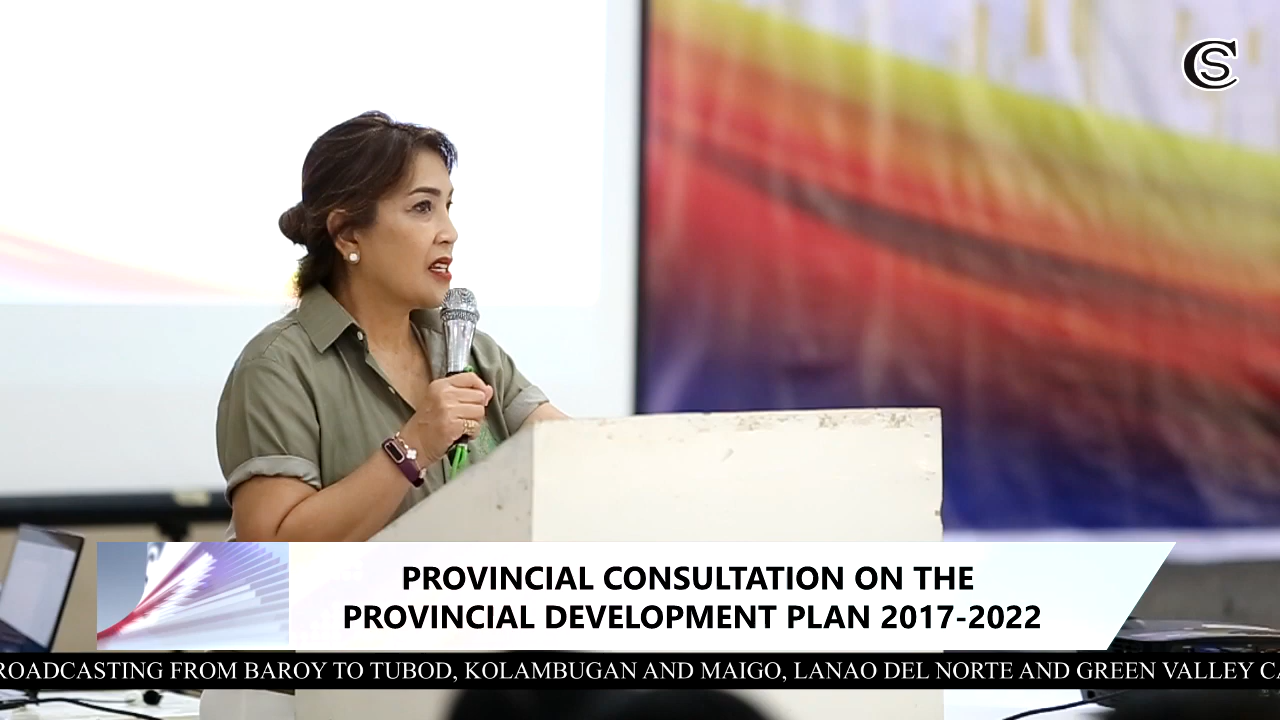 CS
PROVINCIAL CONSULTATION ON THE
PROVINCIAL DEVELOPMENT PLAN 2017-2022
ROADCASTING FROM BAROY TO TUBOD, KOLAMBUGAN AND MAIGO, LANAO DEL NORTE AND GREEN VALLEY CA